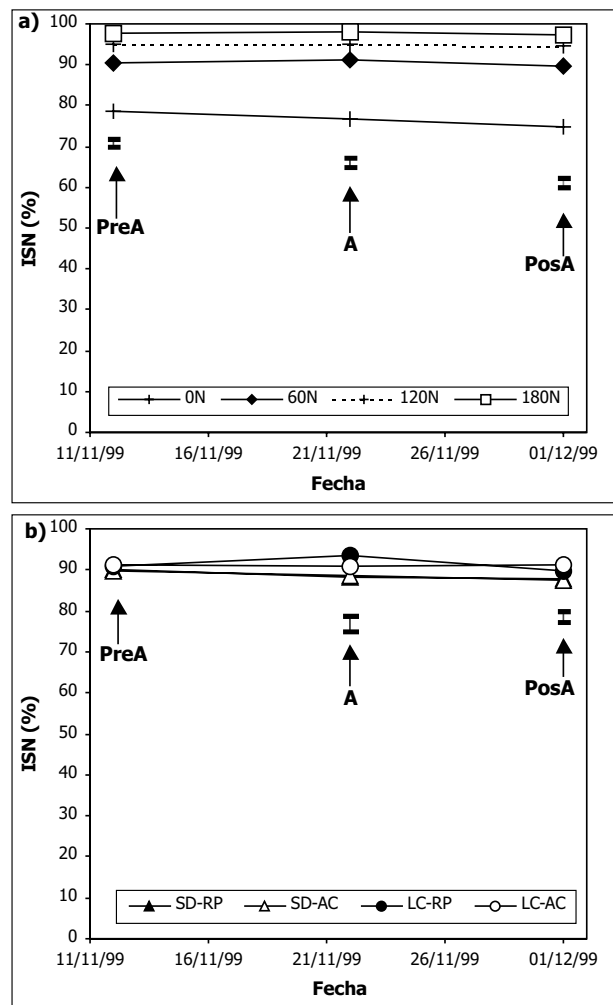 a)
100
90
80
70
60
50
40
30
20
10
0
ISN (%)
PreA
A
PosA
0N 60N 120N 180N
11/11/99 16/11/99 21/11/99 26/11/99 01/12/99
Fecha
b)
100
90
80
70
60
50
40
30
20
10
0
ISN (%)
PreA
A
PosA
SD-RP SD-AC LC-RP LC-AC
11/11/99 16/11/99 21/11/99 26/11/99 01/12/99
Fecha